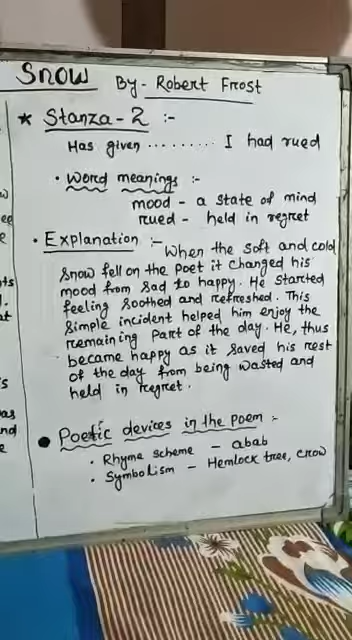 Snow By- Robert Frost
* Stanza-2 :-
Has given ......... I had rued
• Word meanings :-
mood - a state of mind
rued - held in regret
• Explanation :- When the soft and cold
snow fell on the poet it changed his
mood from sad to happy. He started
feeling soothed and refreshed. This
simple incident helped him enjoy the
remaining part of the day. He, thus
became happy as it saved his rest
of the day from being wasted and
held in regret.
• Poetic devices in the poem :-
• Rhyme scheme - abab
• Symbolism - Hemlock tree, crow